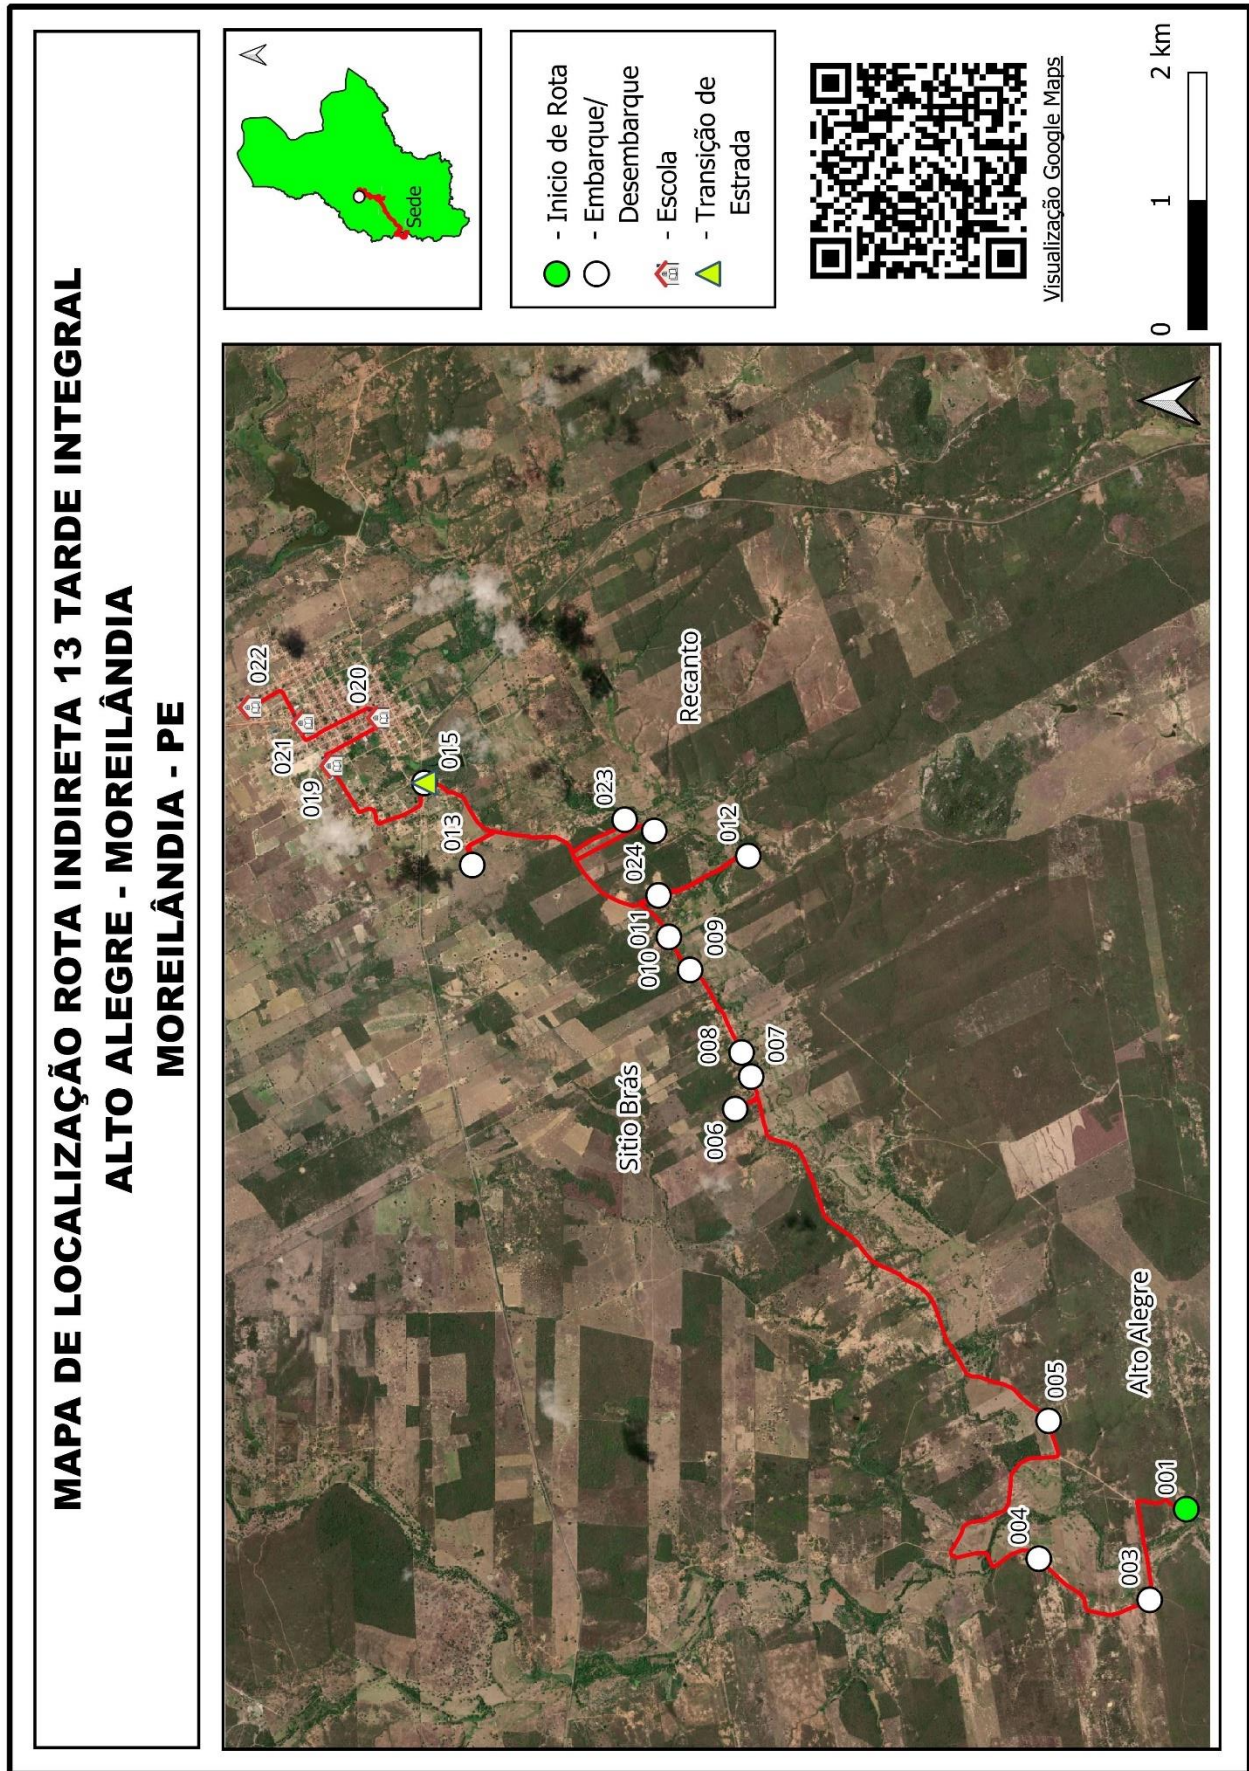 MAPA DE LOCALIZAÇÃO ROTA INDIRETA 13 TARDE INTEGRAL
ALTO ALEGRE - MOREILÂNDIA
MOREILÂNDIA - PE
022
021
020
019
015
013
023
024
012
Recanto
011
010
009
008
007
006
Sitio Brás
005
Alto Alegre
004
003
001
Sede
- Inicio de Rota
- Embarque/
Desembarque
- Escola
- Transição de
Estrada
Visualização Google Maps
0 1 2 km